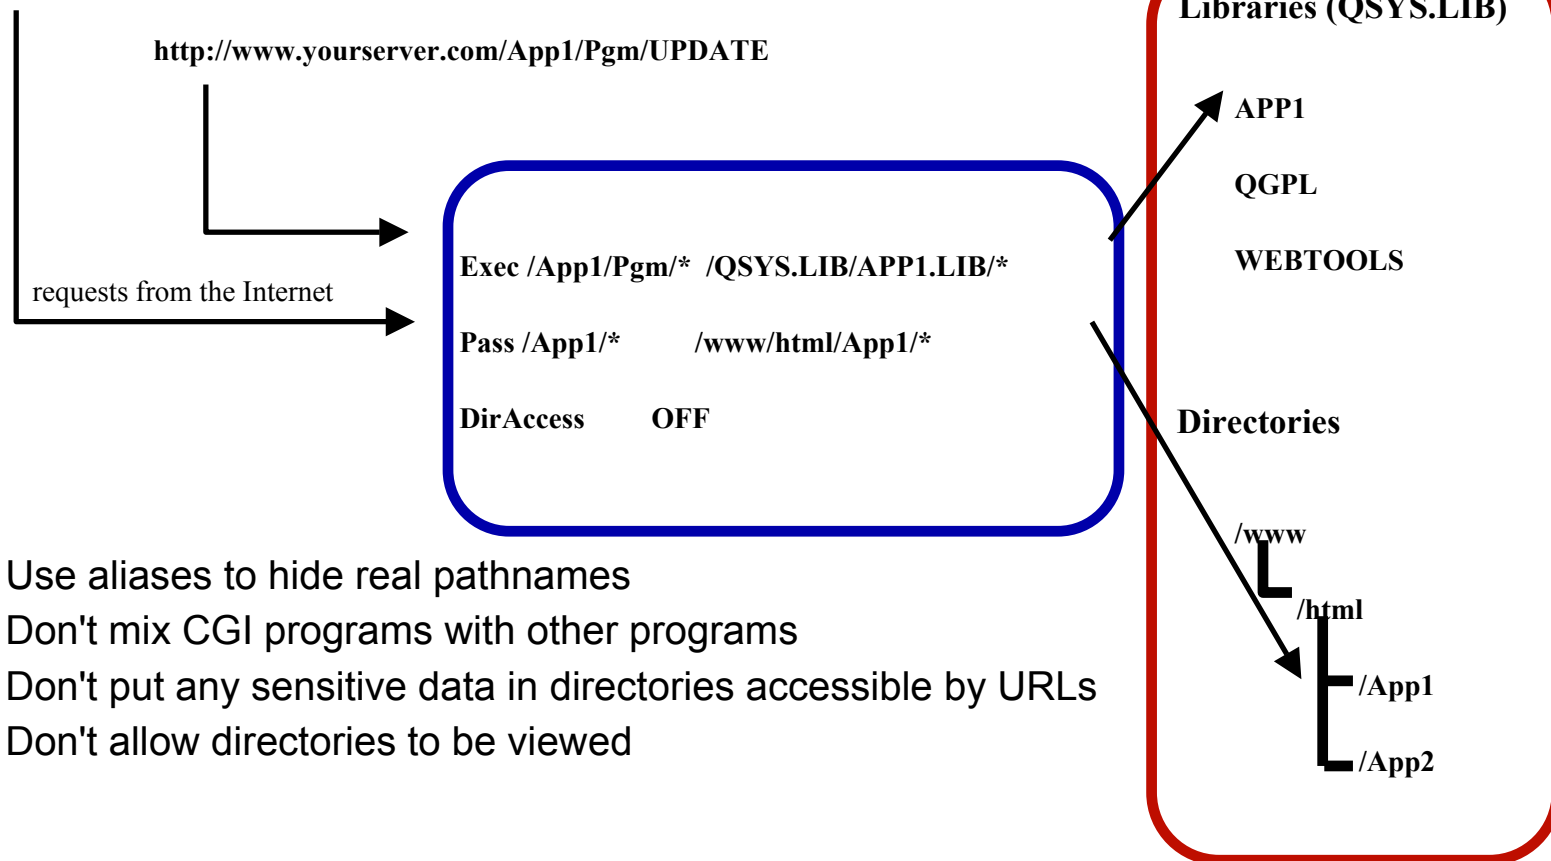 Libraries (QSYS.LIB)
http://www.yourserver.com/App1/Pgm/UPDATE
APP1
QGPL
WEBTOOLS
Exec /App1/Pgm/* /QSYS.LIB/APP1.LIB/*
requests from the Internet
Pass /App1/* /www/html/App1/*
DirAccess OFF
Directories
/www
/html
/App1
/App2
Use aliases to hide real pathnames
Don't mix CGI programs with other programs
Don't put any sensitive data in directories accessible by URLs
Don't allow directories to be viewed